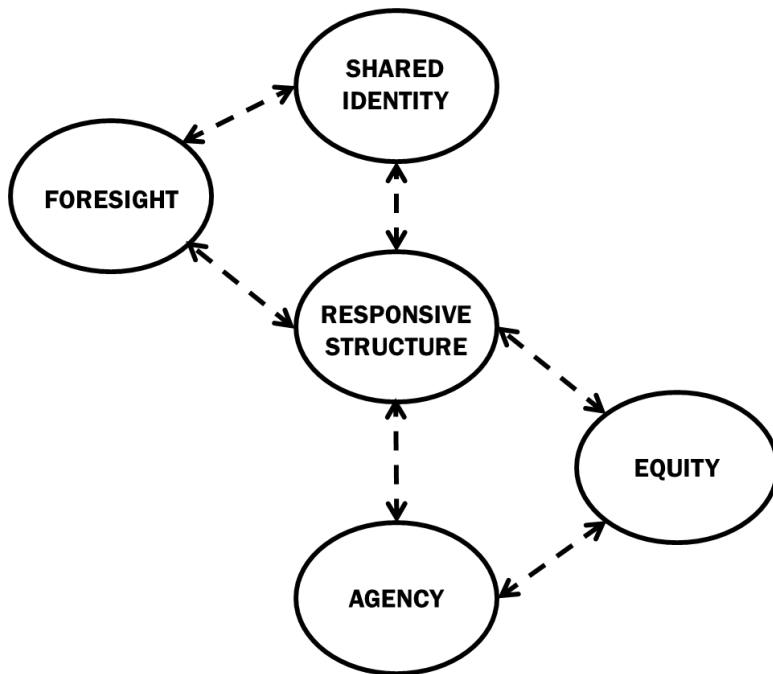 SHARED
IDENTITY
FORESIGHT
RESPONSIVE
STRUCTURE
EQUITY
AGENCY